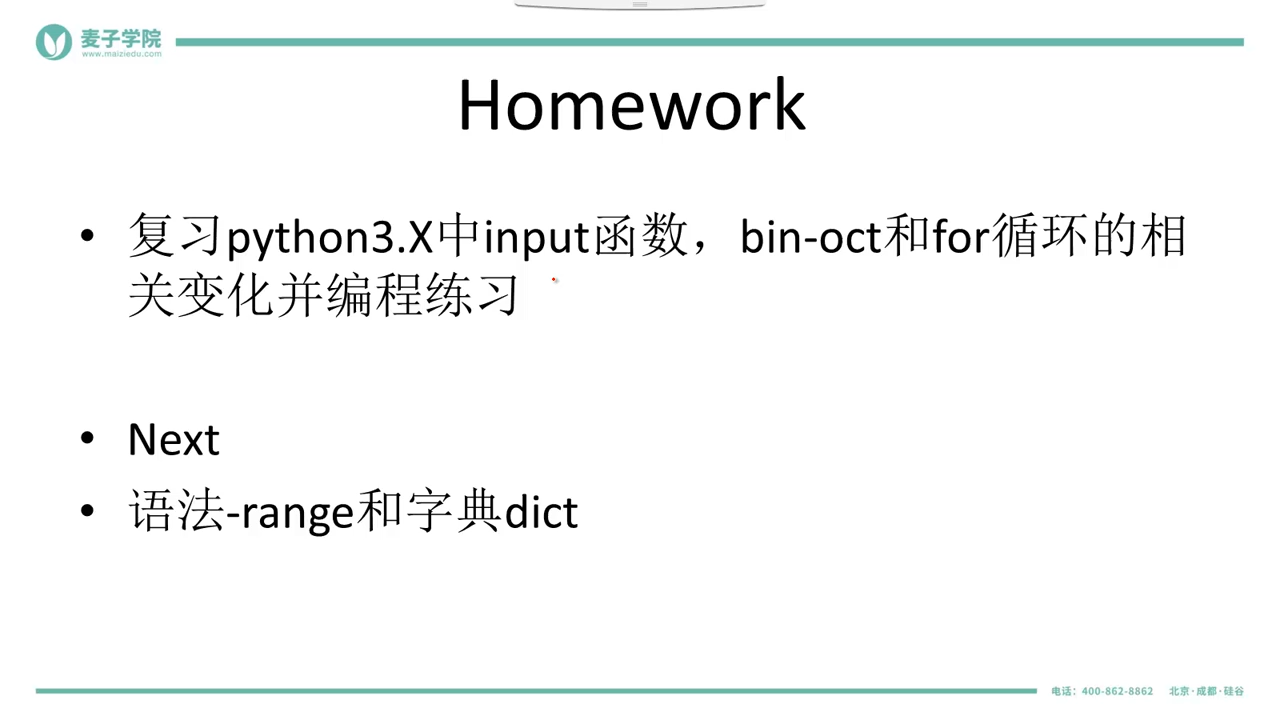 麦子学院
www.maiziedu.com
Homework
• 复习python3.X中input函数，bin-oct和for循环的相
关变化并编程练习
• Next
• 语法-range和字典dict
电话：400-862-8862 北京·成都·硅谷